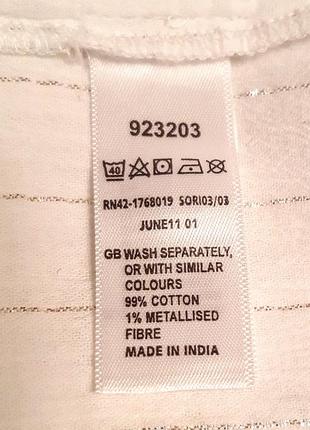 923203
40
RN42-1768019 SORI03/03
JUNE11 01
GB WASH SEPARATELY,
OR WITH SIMILAR
COLOURS
99% COTTON
1% METALLISED
FIBRE
MADE IN INDIA